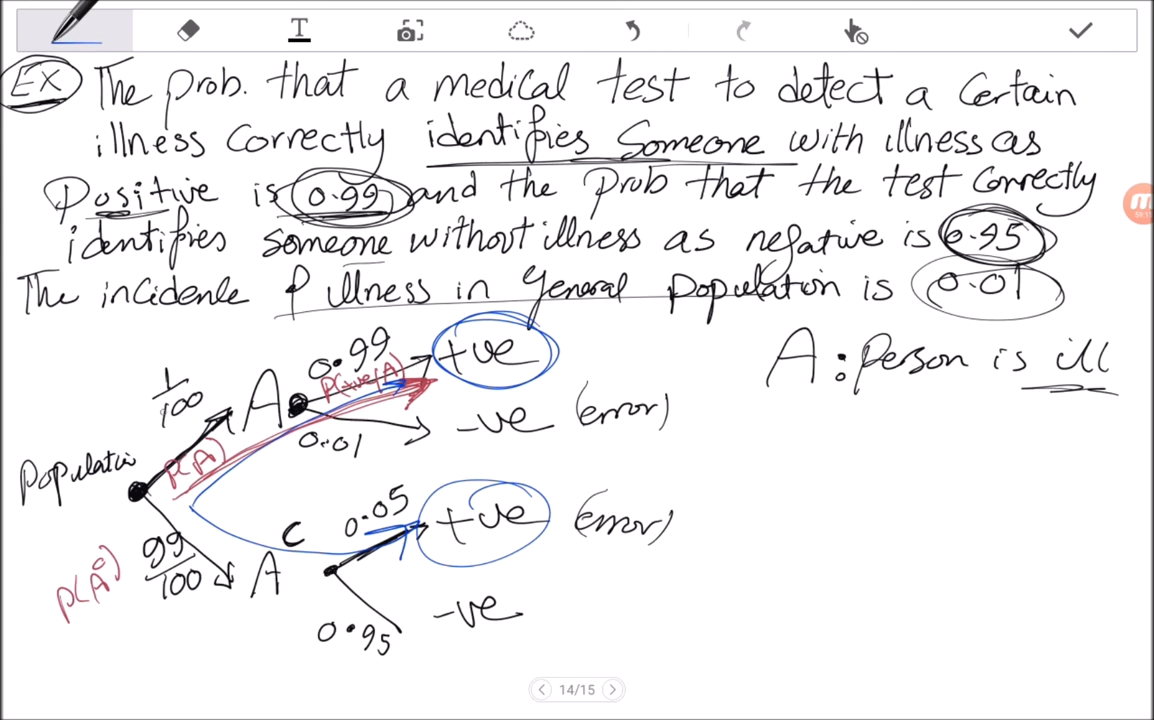 T
EX The prob. that a medical test to detect a Certain
illness Correctly identifies Someone with illness as
Positive is 0.99 and the Prob that the test Correctly
identifies someone without illness as negative is 0.95
The incidence of illness in general population is 0.01
A: Person is ill
1/100 A 0.99 P(+ve|A) +ve
0.01 -ve (error)
Population P(A)
P(Aᶜ) 99/100 Aᶜ 0.05 +ve (error)
0.95 -ve
14/15